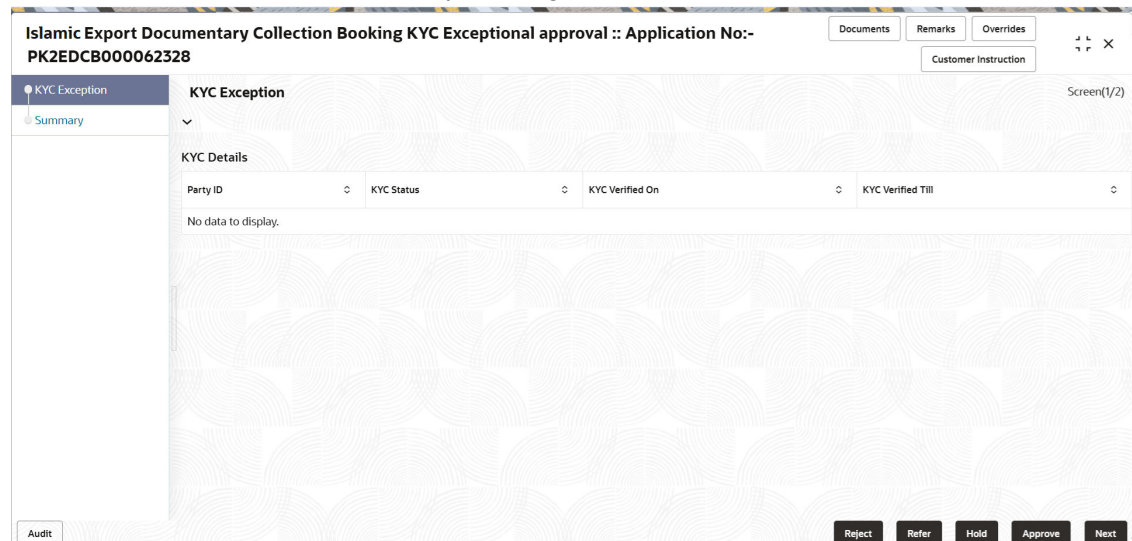 Islamic Export Documentary Collection Booking KYC Exceptional approval :: Application No:-
PK2EDCB000062328
Documents Remarks Overrides
Customer Instruction
KYC Exception
Summary
KYC Exception
Screen(1/2)
KYC Details
Party ID KYC Status KYC Verified On KYC Verified Till
No data to display.
Audit
Reject Refer Hold Approve Next